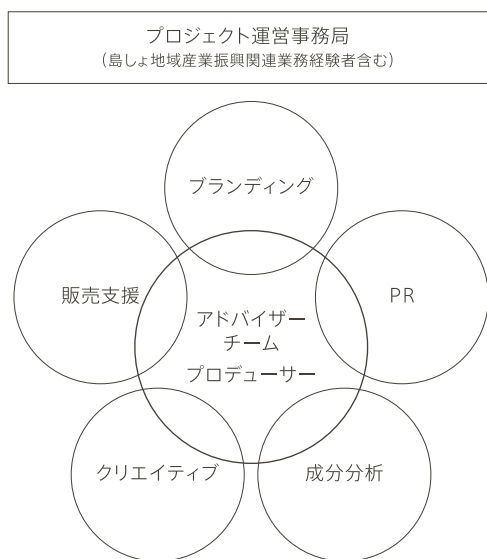 プロジェクト運営事務局
（島しょ地域産業振興関連業務経験者含む）
ブランディング
販売支援
PR
アドバイザー
チーム
プロデューサー
クリエイティブ
成分分析